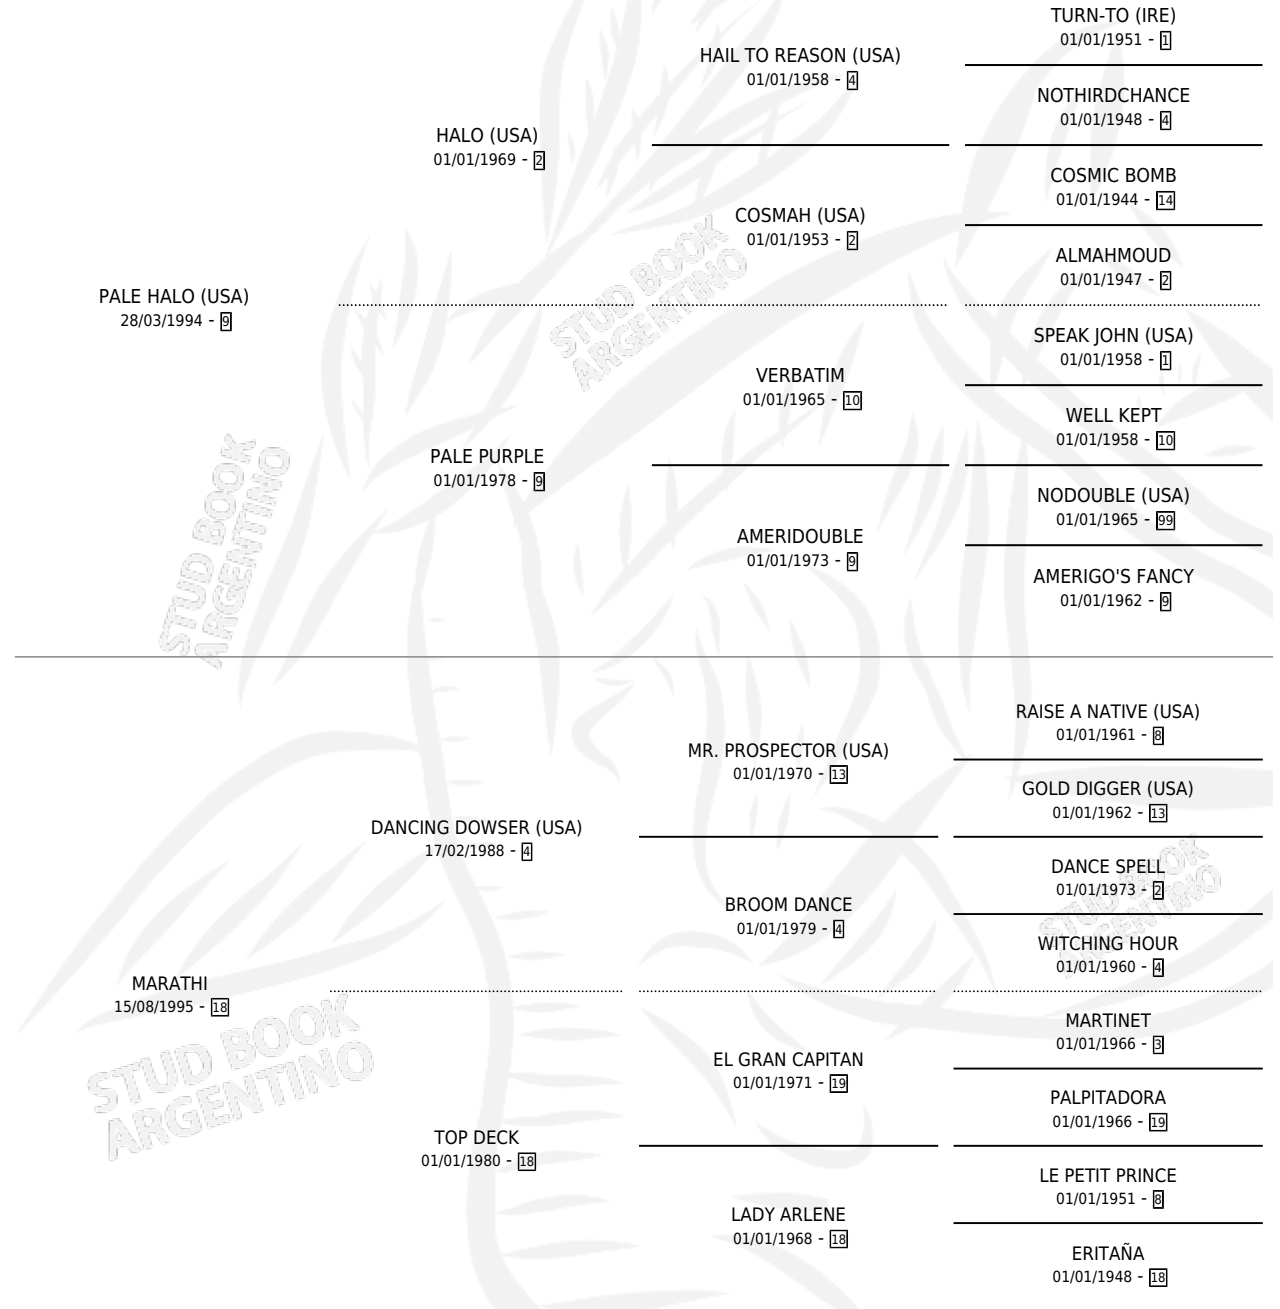 TURN-TO (IRE)
01/01/1951 - 1
HAIL TO REASON (USA)
01/01/1958 - 4
NOTHIRDCHANCE
01/01/1948 - 4
HALO (USA)
01/01/1969 - 2
COSMIC BOMB
01/01/1944 - 14
COSMAH (USA)
01/01/1953 - 2
ALMAHMOUD
01/01/1947 - 2
PALE HALO (USA)
28/03/1994 - 9
SPEAK JOHN (USA)
01/01/1958 - 1
VERBATIM
01/01/1965 - 10
WELL KEPT
01/01/1958 - 10
PALE PURPLE
01/01/1978 - 9
NODOUBLE (USA)
01/01/1965 - 99
AMERIDOUBLE
01/01/1973 - 9
AMERIGO'S FANCY
01/01/1962 - 9
STUD BOOK
ARGENTINO
STUD BOOK
ARGENTINO
RAISE A NATIVE (USA)
01/01/1961 - 8
MR. PROSPECTOR (USA)
01/01/1970 - 13
GOLD DIGGER (USA)
01/01/1962 - 13
DANCING DOWSER (USA)
17/02/1988 - 4
DANCE SPELL
01/01/1973 - 2
BROOM DANCE
01/01/1979 - 4
WITCHING HOUR
01/01/1960 - 4
MARATHI
15/08/1995 - 18
MARTINET
01/01/1966 - 3
EL GRAN CAPITAN
01/01/1971 - 19
PALPITADORA
01/01/1966 - 19
TOP DECK
01/01/1980 - 18
LE PETIT PRINCE
01/01/1951 - 8
LADY ARLENE
01/01/1968 - 18
ERITAÑA
01/01/1948 - 18
STUD BOOK
ARGENTINO
STUD BOOK
ARGENTINO